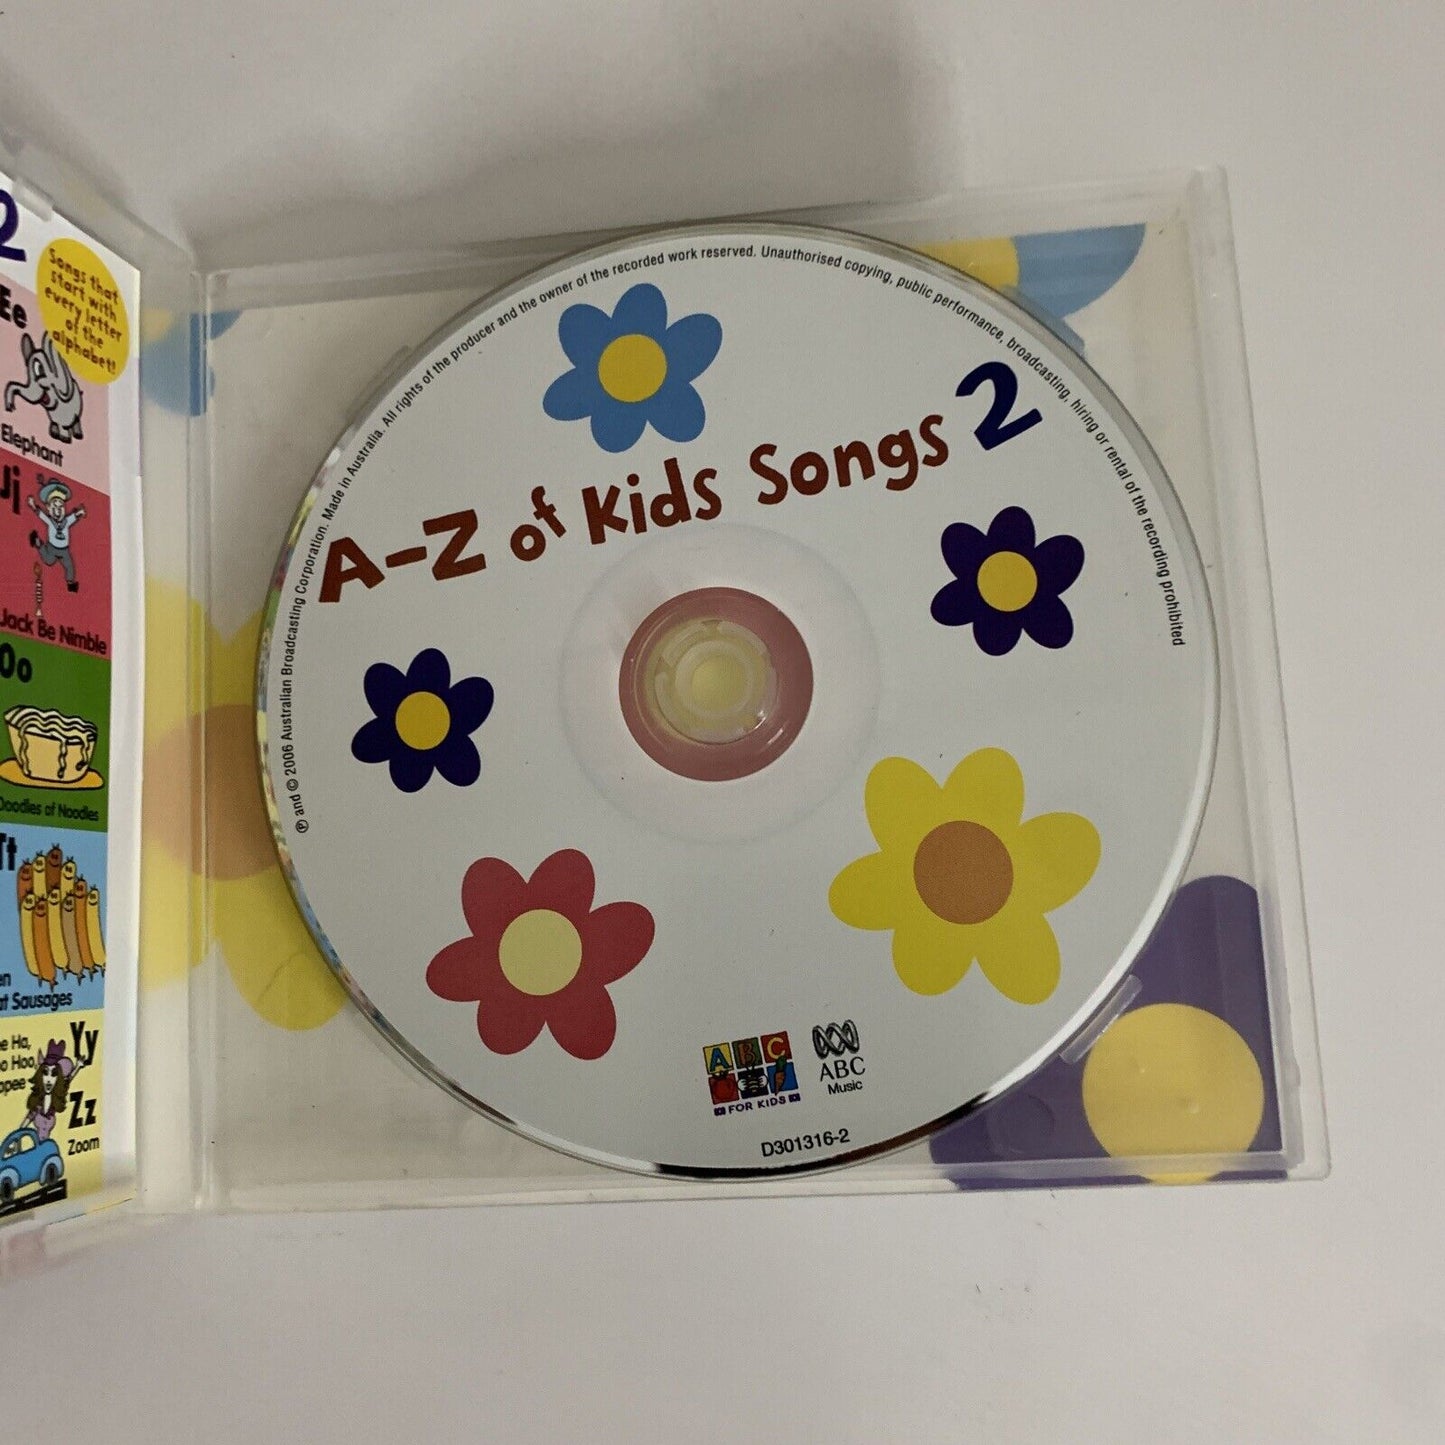 2
Songs that
start with
every letter
of the
alphabet!
Ee
Elephant
Jj
Jack Be Nimble
Oo
Doodles of Noodles
Tt
Sausages
Ha,
Hoo,
Yy
Zz
Zoom
℗ and © 2006 Australian Broadcasting Corporation. Made in Australia. All rights of the producer and the owner of the recorded work reserved. Unauthorised copying, public performance, broadcasting, hiring or rental of the recording prohibited
A-Z of Kids Songs 2
ABC
FOR KIDS
ABC
Music
D301316-2